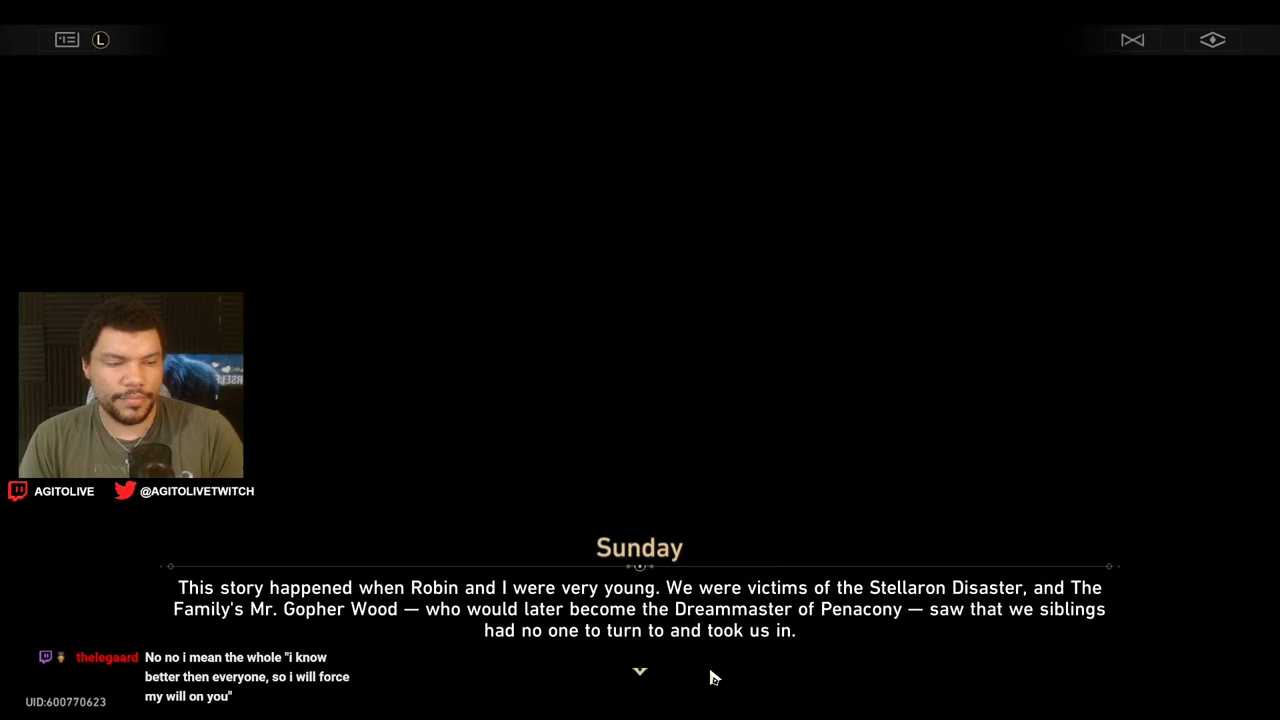 L
AGITOLIVE
@AGITOLIVETWITCH
Sunday
This story happened when Robin and I were very young. We were victims of the Stellaron Disaster, and The
Family's Mr. Gopher Wood — who would later become the Dreammaster of Penacony — saw that we siblings
had no one to turn to and took us in.
thelegaard No no i mean the whole "i know
better then everyone, so i will force
my will on you"
UID:600770623